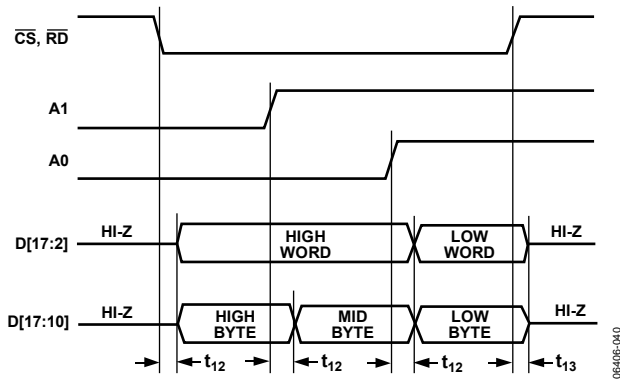 CS, RD
A1
A0
D[17:2] HI-Z HIGH WORD LOW WORD HI-Z
D[17:10] HI-Z HIGH BYTE MID BYTE LOW BYTE HI-Z
t12 t12 t12 t13
06406-040